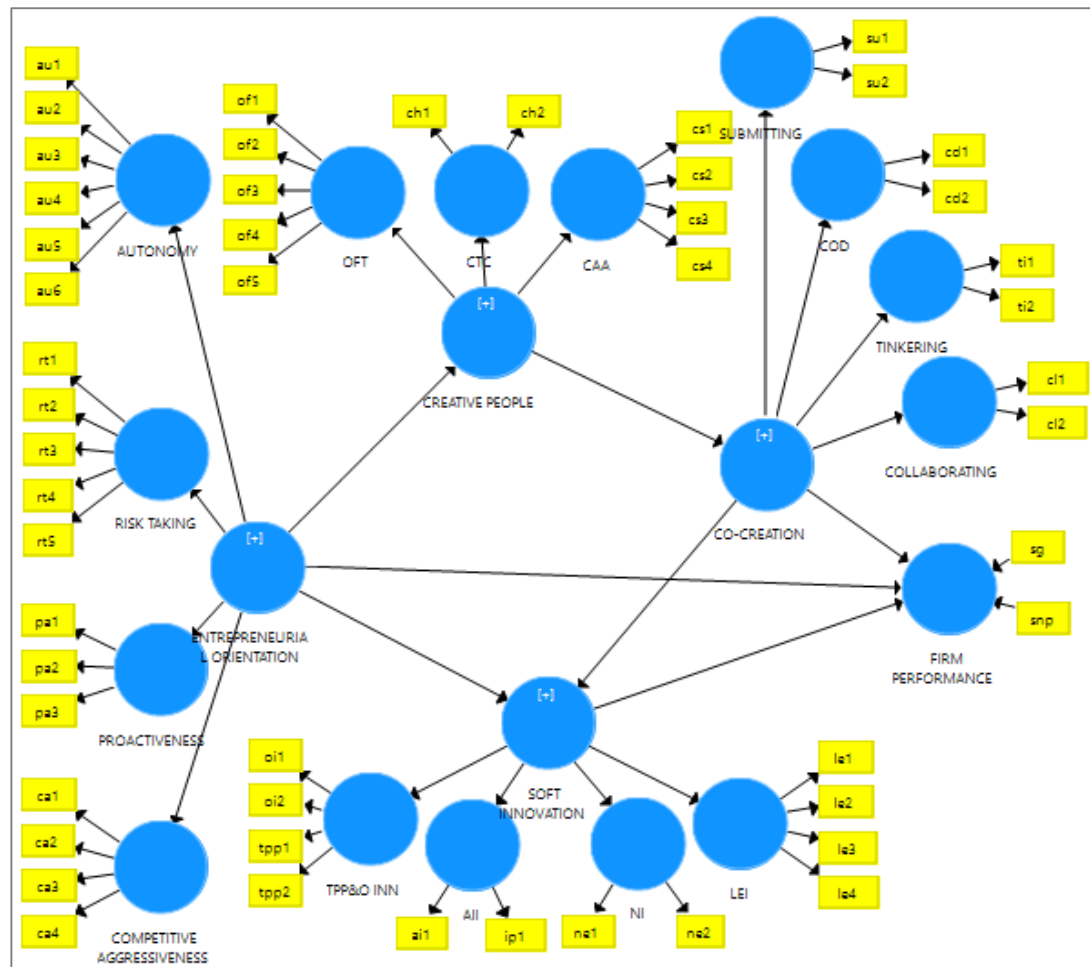 su1
su2
SUBMITTING
au1
au2
au3
au4
au5
au6
AUTONOMY
of1
of2
of3
of4
of5
OFT
ch1
ch2
CTC
cs1
cs2
cs3
cs4
CAA
cd1
cd2
COD
ti1
ti2
TINKERING
[+]
CREATIVE PEOPLE
rt1
rt2
rt3
rt4
rt5
RISK TAKING
cl1
cl2
COLLABORATING
[+]
CO-CREATION
[+]
ENTREPRENEURIA
L ORIENTATION
sg
snp
FIRM
PERFORMANCE
pa1
pa2
pa3
PROACTIVENESS
[+]
SOFT
INNOVATION
ca1
ca2
ca3
ca4
COMPETITIVE
AGGRESSIVENESS
oi1
oi2
tpp1
tpp2
TPP&O INN
AII
ai1
ip1
NI
ne1
ne2
LEI
le1
le2
le3
le4